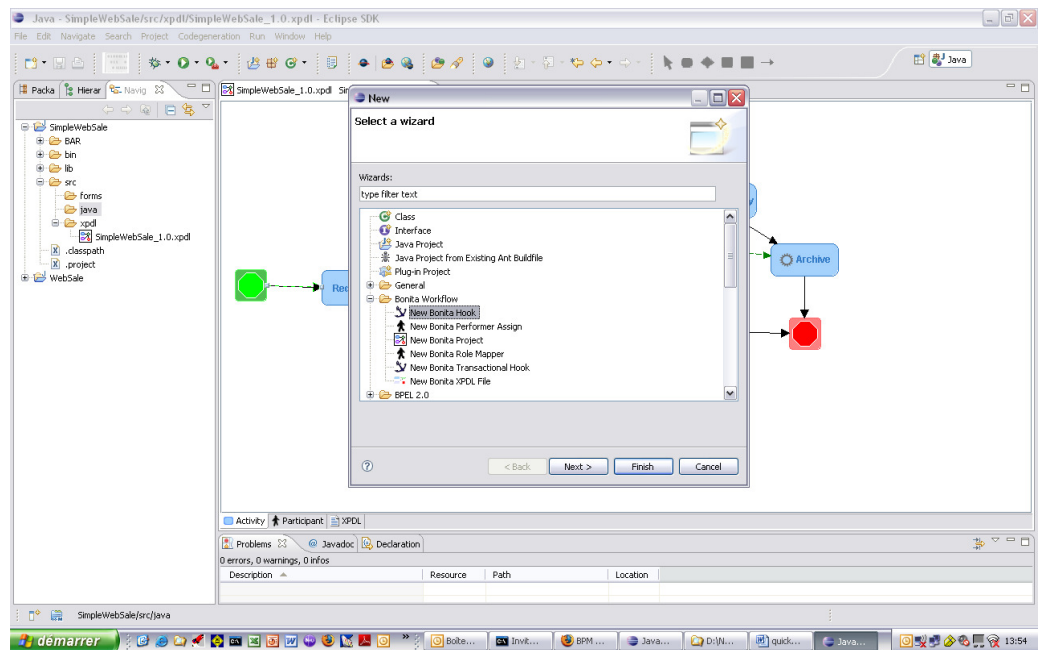 Java - SimpleWebSale/src/xpdl/SimpleWebSale_1.0.xpdl - Eclipse SDK
File Edit Navigate Search Project Codegeneration Run Window Help
Java
Packa Hierar Navig
SimpleWebSale_1.0.xpdl
SimpleWebSale
BAR
bin
lib
src
forms
java
xpdl
SimpleWebSale_1.0.xpdl
.classpath
.project
WebSale
New
Select a wizard
Wizards:
type filter text
Class
Interface
Java Project
Java Project from Existing Ant Buildfile
Plug-in Project
General
Bonita Workflow
New Bonita Hook
New Bonita Performer Assign
New Bonita Project
New Bonita Role Mapper
New Bonita Transactional Hook
New Bonita XPDL File
BPEL 2.0
< Back Next > Finish Cancel
Archive
Activity Participant XPDL
Problems Javadoc Declaration
0 errors, 0 warnings, 0 infos
Description Resource Path Location
SimpleWebSale/src/java
démarrer Boîte... Invit... BPM ... Java... D:\N... quick... Java... 13:54